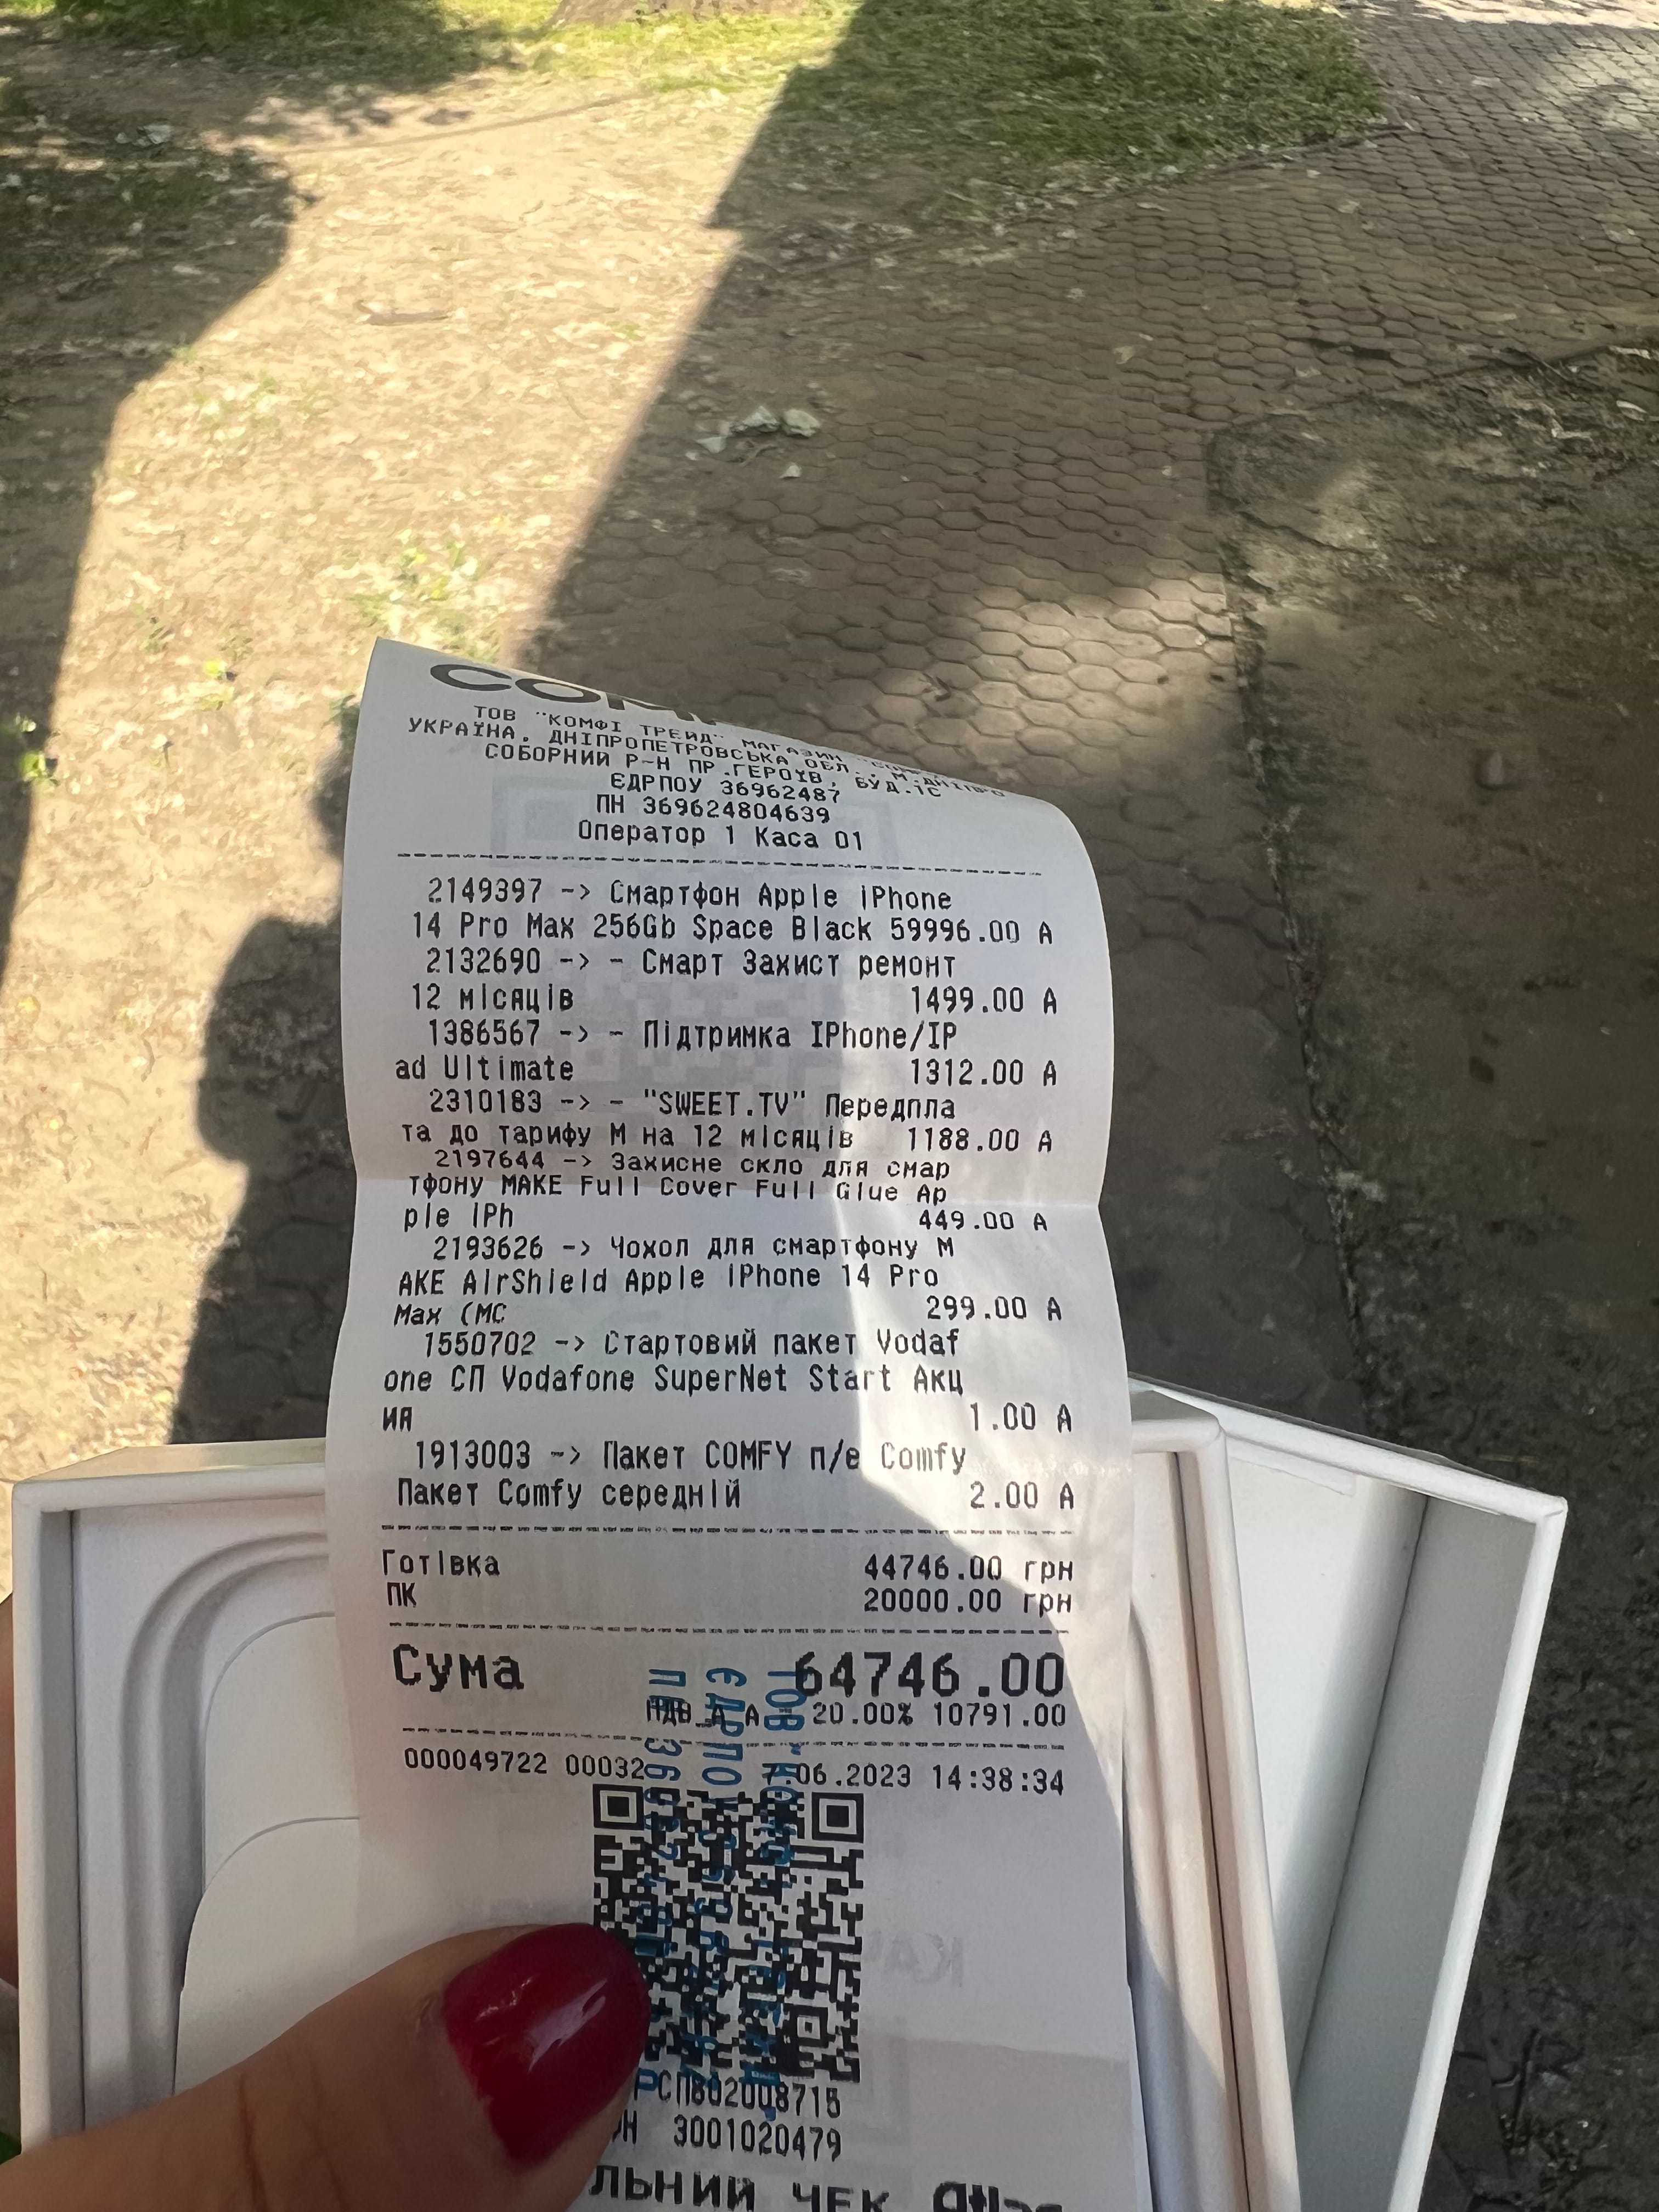 ТОВ "КОМФІ ТРЕЙД" МАГАЗИН
УКРАЇНА, ДНІПРОПЕТРОВСЬКА ОБЛ., М.ДНІПРО
СОБОРНИЙ Р-Н ПР.ГЕРОЇВ, БУД.1С
ЄДРПОУ 36962487
ПН 369624804639
Оператор 1 Каса 01
2149397 -> Смартфон Apple iPhone
14 Pro Max 256Gb Space Black 59996.00 А
2132690 -> - Смарт Захист ремонт
12 місяців 1499.00 А
1386567 -> - Підтримка IPhone/IP
ad Ultimate 1312.00 А
2310183 -> - "SWEET.TV" Передпла
та до тарифу М на 12 місяців 1188.00 А
2197644 -> Захисне скло для смар
тфону MAKE Full Cover Full Glue Ap
ple IPh 449.00 А
2193626 -> Чохол для смартфону M
AKE AirShield Apple iPhone 14 Pro
Max (MC 299.00 А
1550702 -> Стартовий пакет Vodaf
one СП Vodafone SuperNet Start Акц
ия 1.00 А
1913003 -> Пакет COMFY п/е Comfy
Пакет Comfy середній 2.00 А
Готівка 44746.00 грн
ПК 20000.00 грн
Сума 64746.00
ПДВ_А А 20.00% 10791.00
000049722 00032 7.06.2023 14:38:34
3001020479
ЧЕК